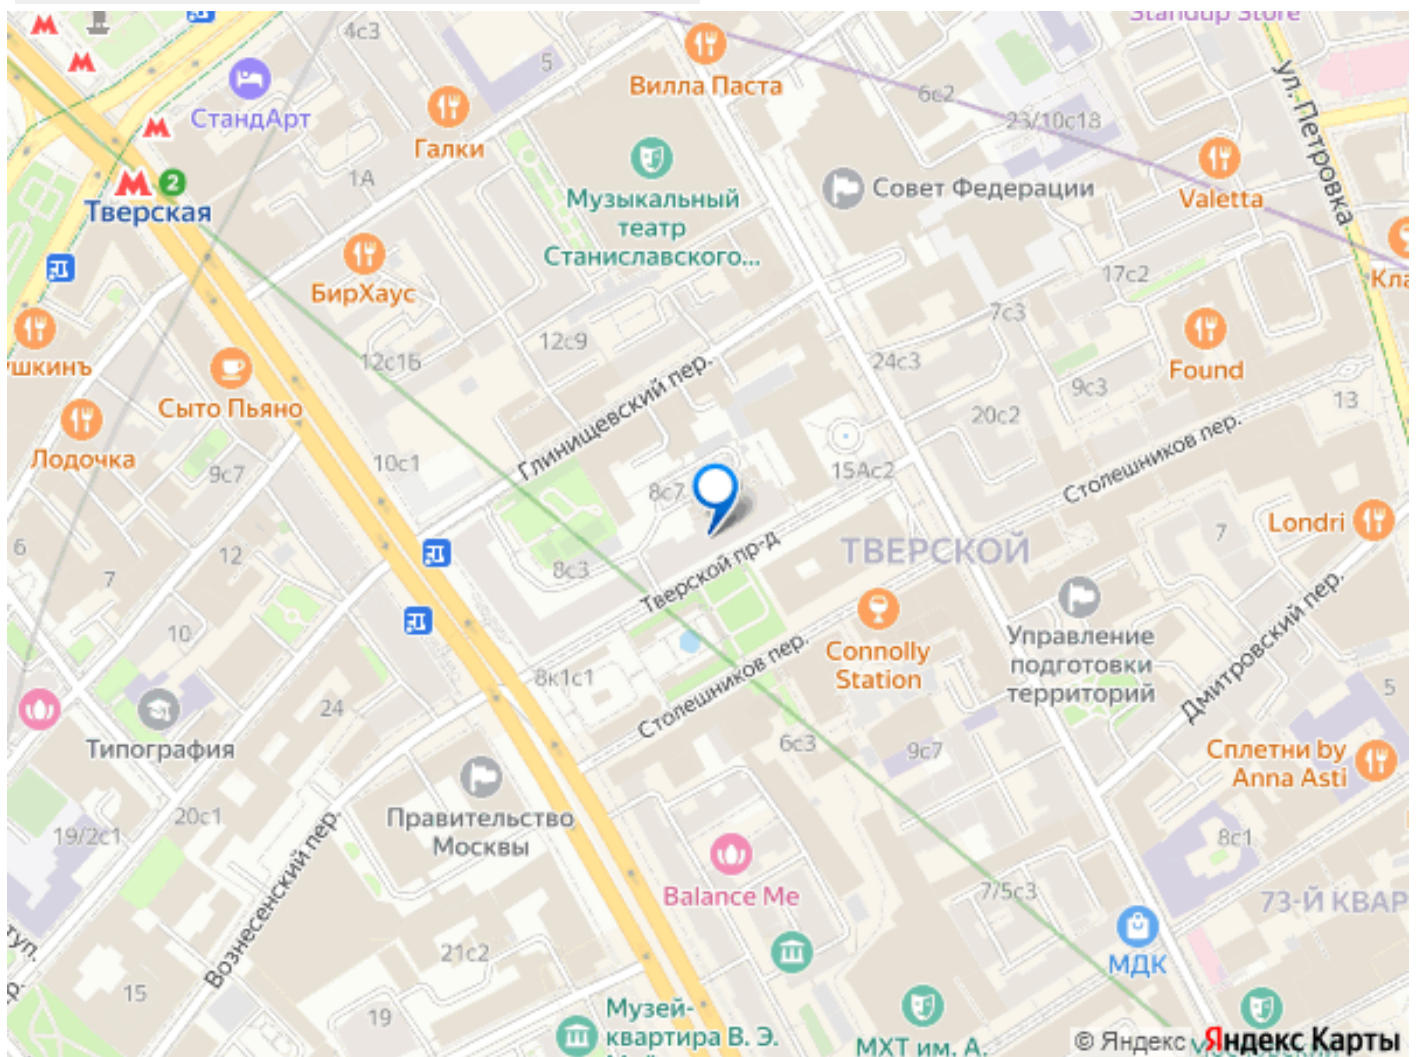 Standup Store
4с3
5
Вилла Паста
6с2
ул. Петровка
СтандАрт
Галки
23/10с18
1А
2
Тверская
Музыкальный
театр
Станиславского...
Совет Федерации
Valetta
БирХаус
17с2
Кла
7с3
12с9
12с1Б
24с3
Found
ушкинъ
Сыто Пьяно
Глинищевский пер.
9с3
13
20с2
Столешников пер.
Лодочка
9с7
10с1
8с7
15Ас2
Londri
7
6
12
7
8с3
Тверской пр-д
ТВЕРСКОЙ
10
Управление
подготовки
территорий
Connolly
Station
Дмитровский пер.
8к1с1
Столешников пер.
5
24
Типография
6с3
9с7
Сплетни by
Anna Asti
20с1
19/2с1
Правительство
Москвы
8с1
Вознесенский пер.
Balance Me
7/5с3
73-Й КВАР
туп.
21с2
МДК
15
19
Музей-
квартира В. Э.
МХТ им. А.
© Яндекс Яндекс Карты